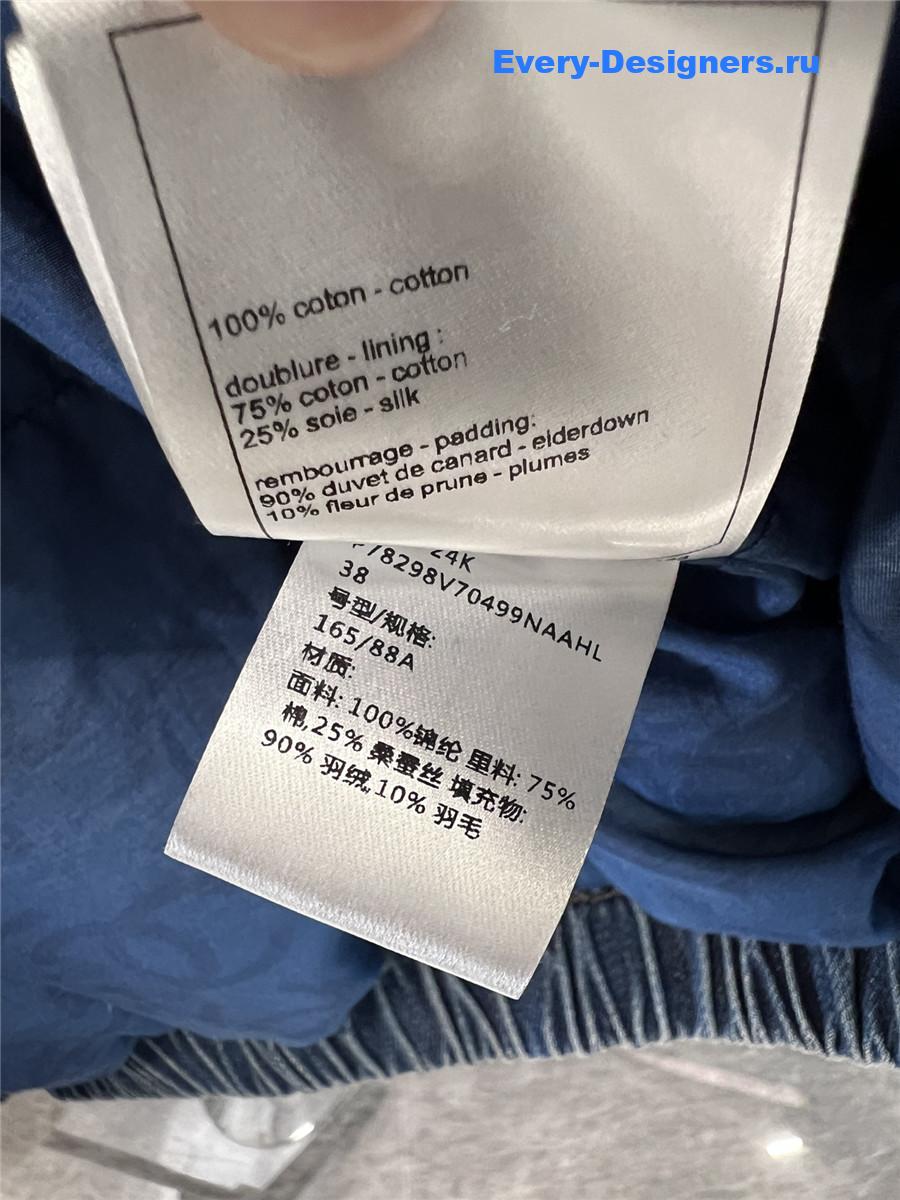 Every-Designers.ru
100% coton - cotton
doublure - lining :
75% coton - cotton
25% soie - silk
rembourrage - padding:
90% duvet de canard - eiderdown
10% fleur de prune - plumes
24K
P78298V70499NAAHL
38
号型/规格:
165/88A
材质:
面料: 100%锦纶 里料: 75%
棉,25% 桑蚕丝 填充物:
90% 羽绒,10% 羽毛